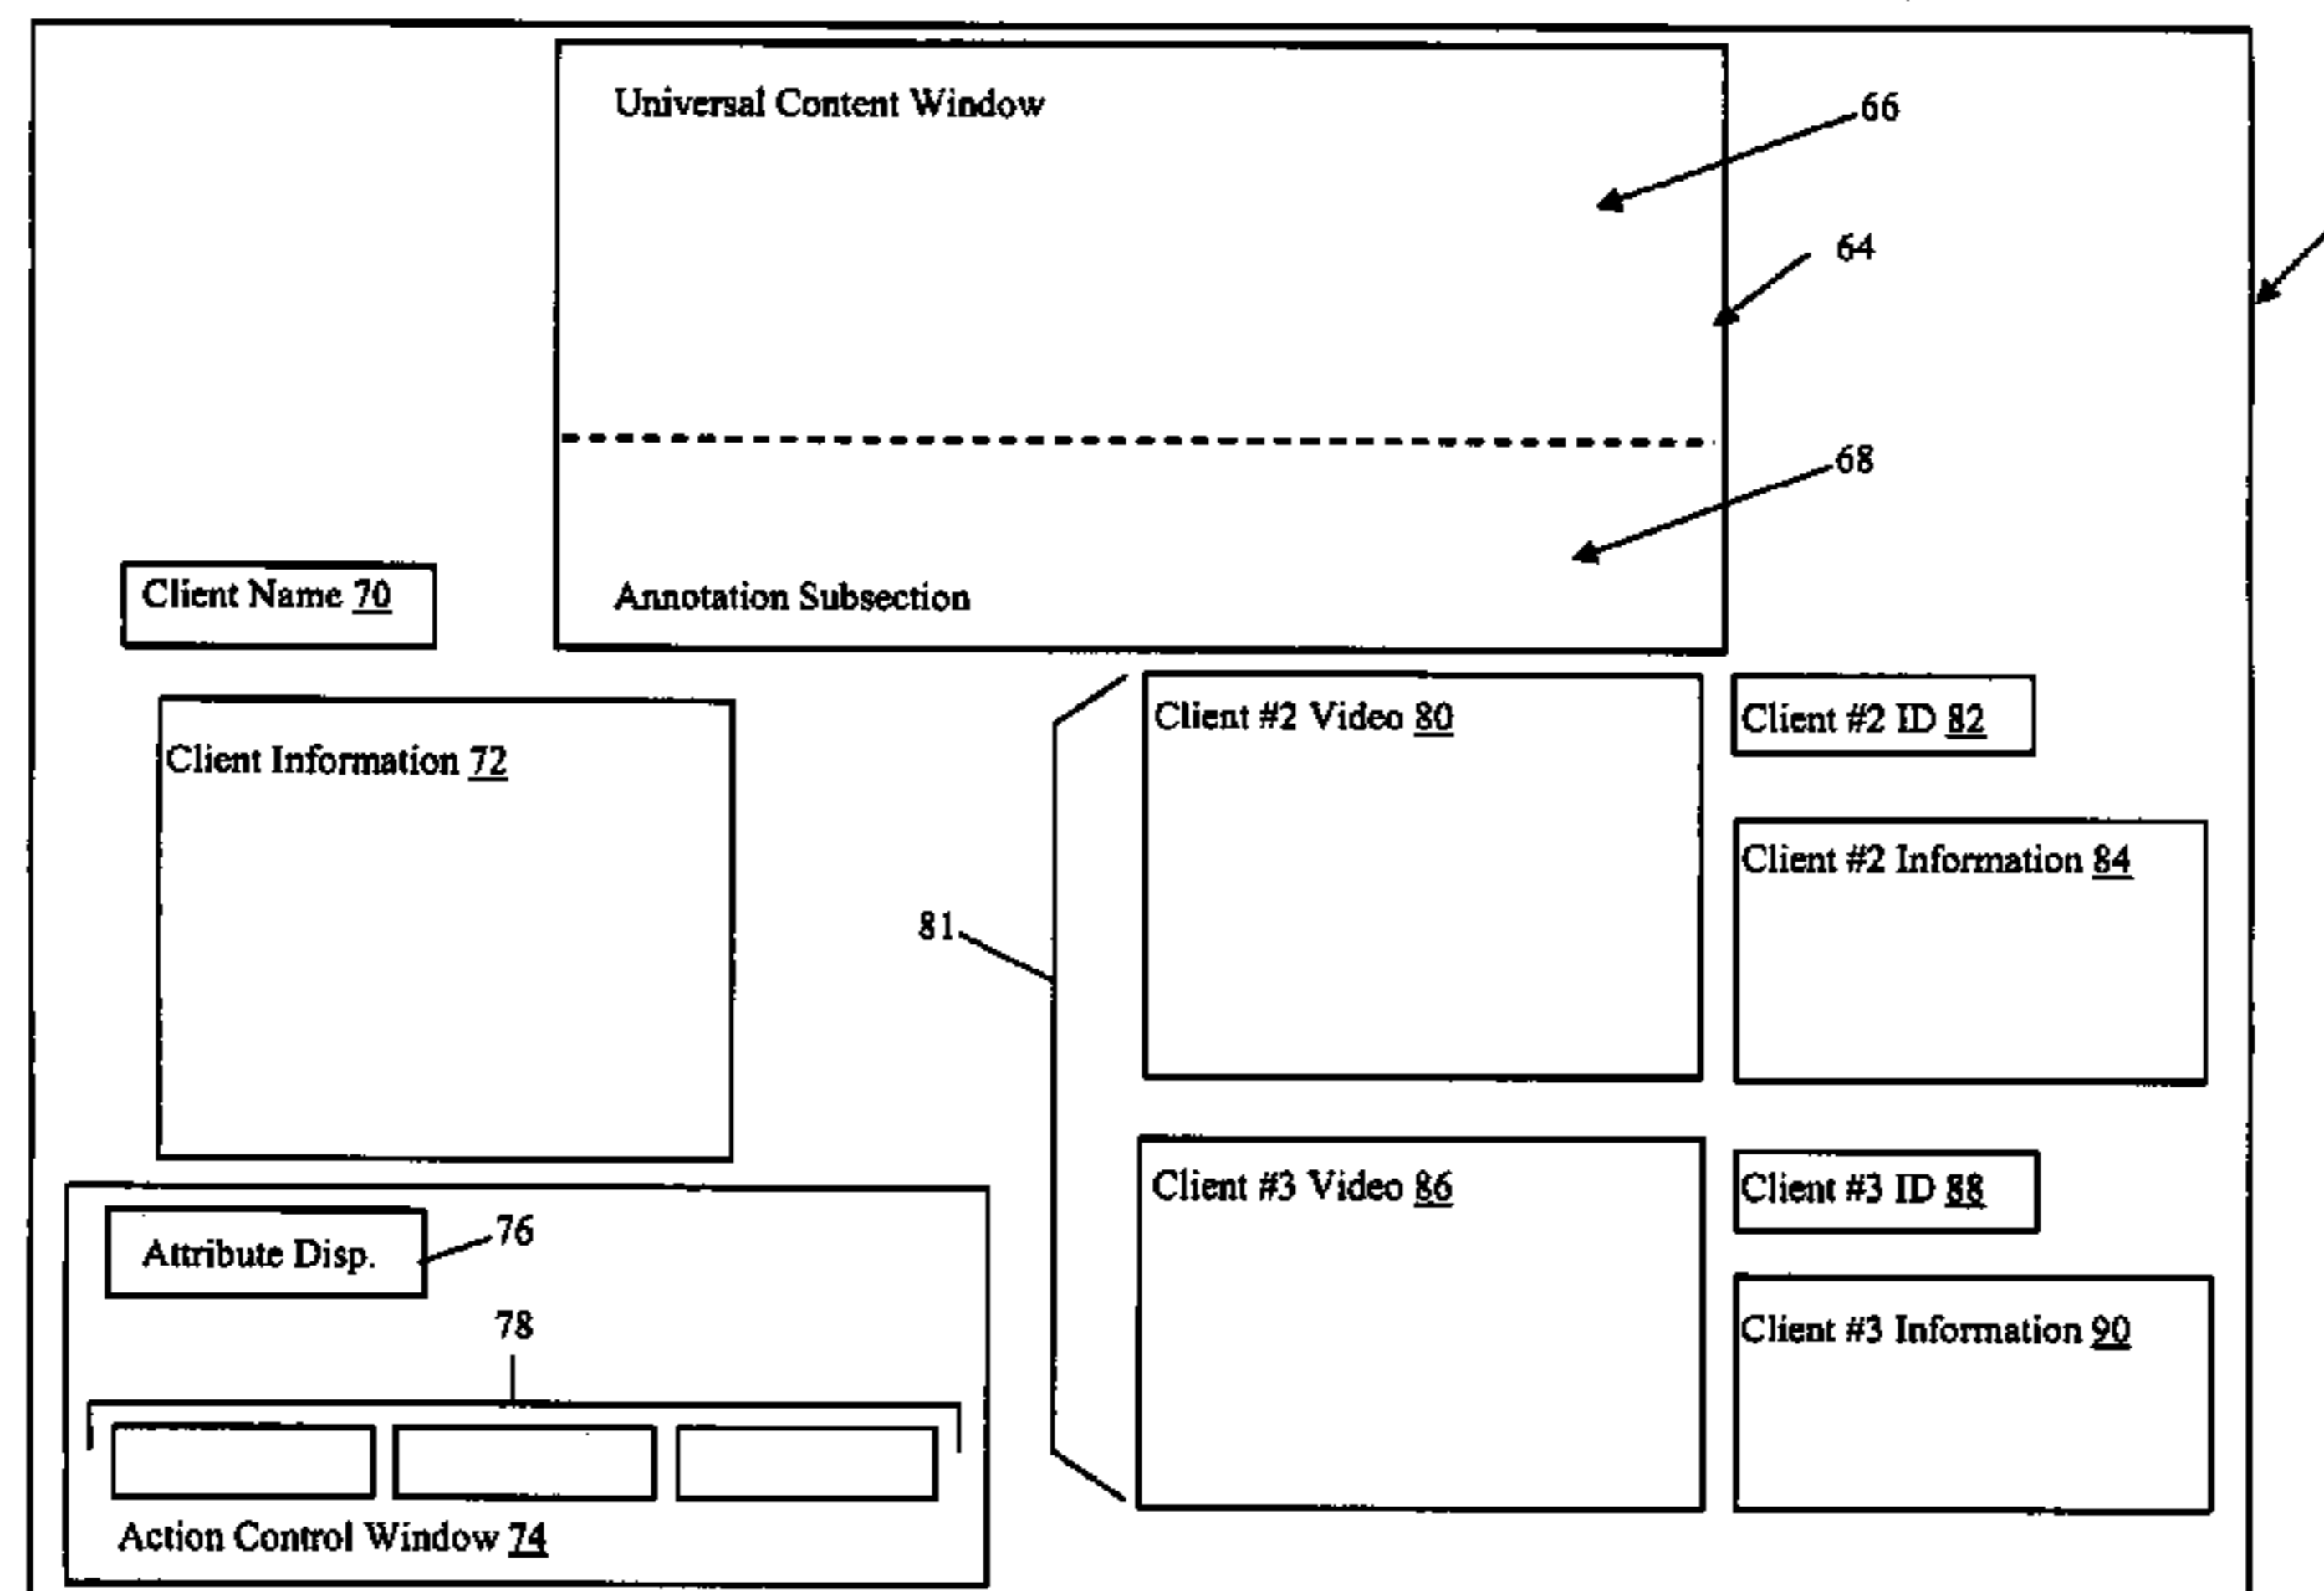 Universal Content Window
66
64
68
Client Name 70
Annotation Subsection
Client #2 Video 80
Client #2 ID 82
Client Information 72
Client #2 Information 84
81
Client #3 Video 86
Client #3 ID 88
76
Attribute Disp.
78
Client #3 Information 90
Action Control Window 74